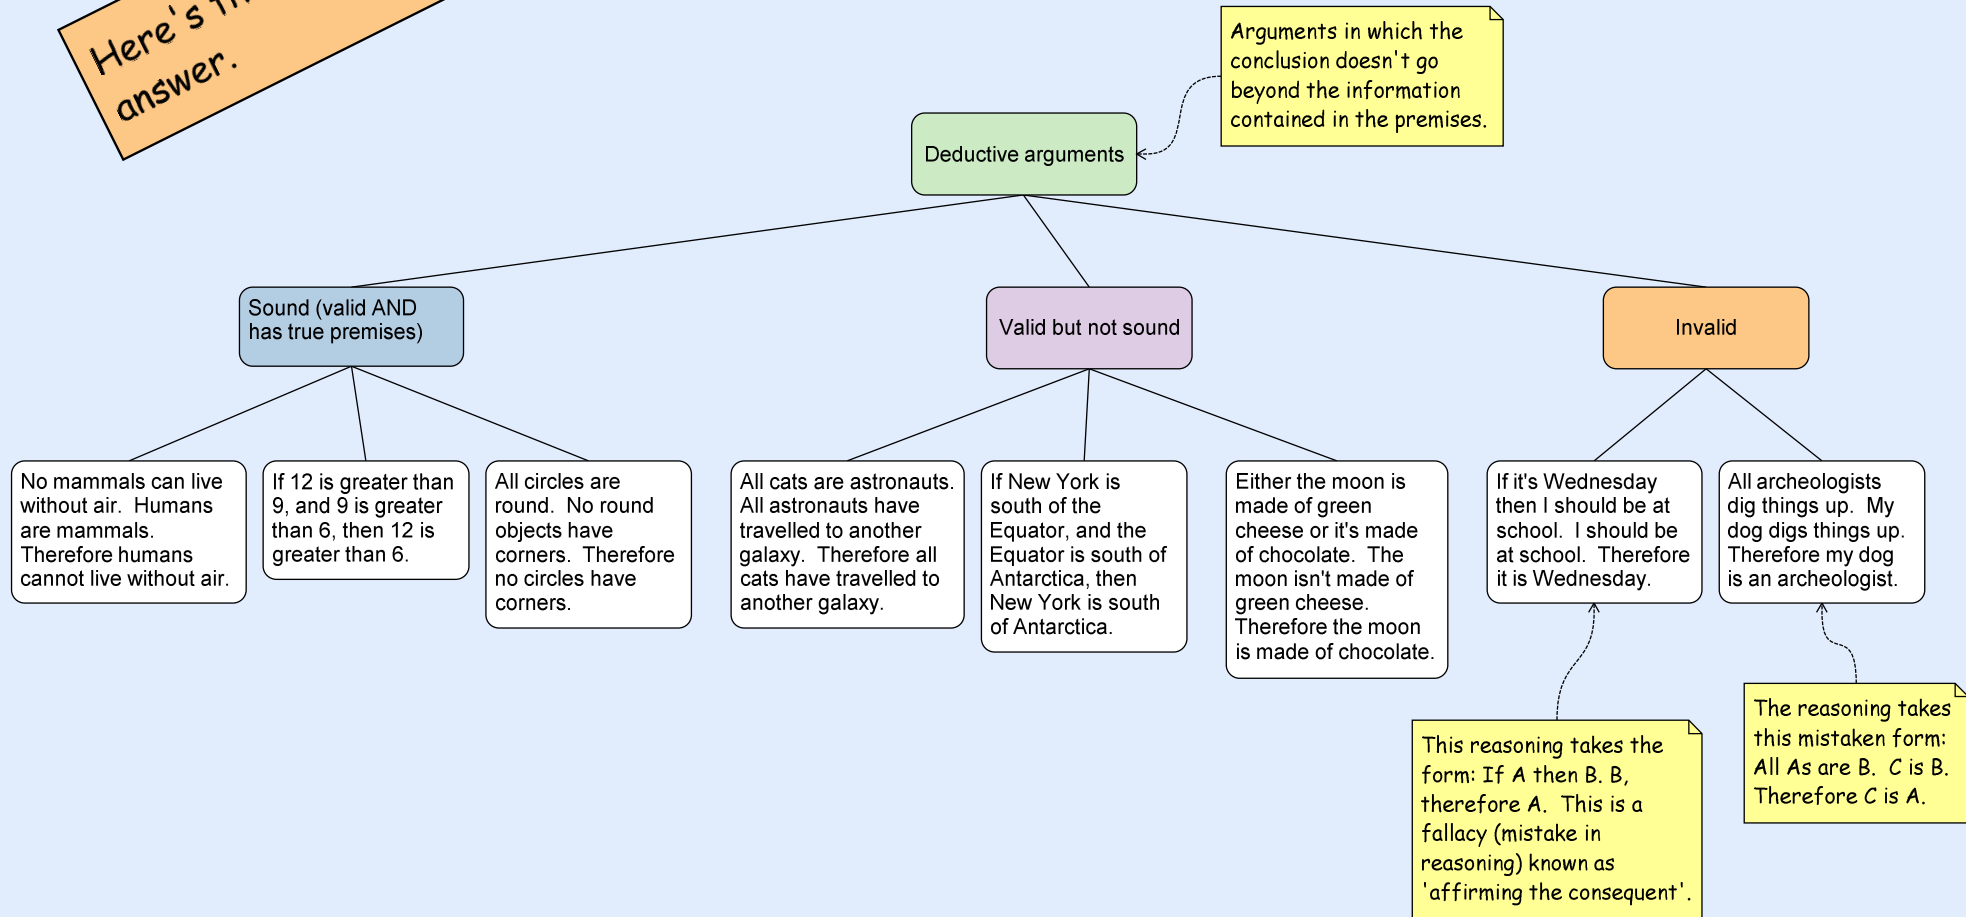 Here's
answer.
Arguments in which the
conclusion doesn't go
beyond the information
contained in the premises.
Deductive arguments
Sound (valid AND
has true premises)
Valid but not sound
Invalid
No mammals can live
without air.  Humans
are mammals.
Therefore humans
cannot live without air.
If 12 is greater than
9, and 9 is greater
than 6, then 12 is
greater than 6.
All circles are
round.  No round
objects have
corners.  Therefore
no circles have
corners.
All cats are astronauts.
All astronauts have
travelled to another
galaxy.  Therefore all
cats have travelled to
another galaxy.
If New York is
south of the
Equator, and the
Equator is south of
Antarctica, then
New York is south
of Antarctica.
Either the moon is
made of green
cheese or it's made
of chocolate.  The
moon isn't made of
green cheese.
Therefore the moon
is made of chocolate.
If it's Wednesday
then I should be at
school.  I should be
at school.  Therefore
it is Wednesday.
All archeologists
dig things up.  My
dog digs things up.
Therefore my dog
is an archeologist.
This reasoning takes the
form: If A then B. B,
therefore A.  This is a
fallacy (mistake in
reasoning) known as
'affirming the consequent'.
The reasoning takes
this mistaken form:
All As are B.  C is B.
Therefore C is A.